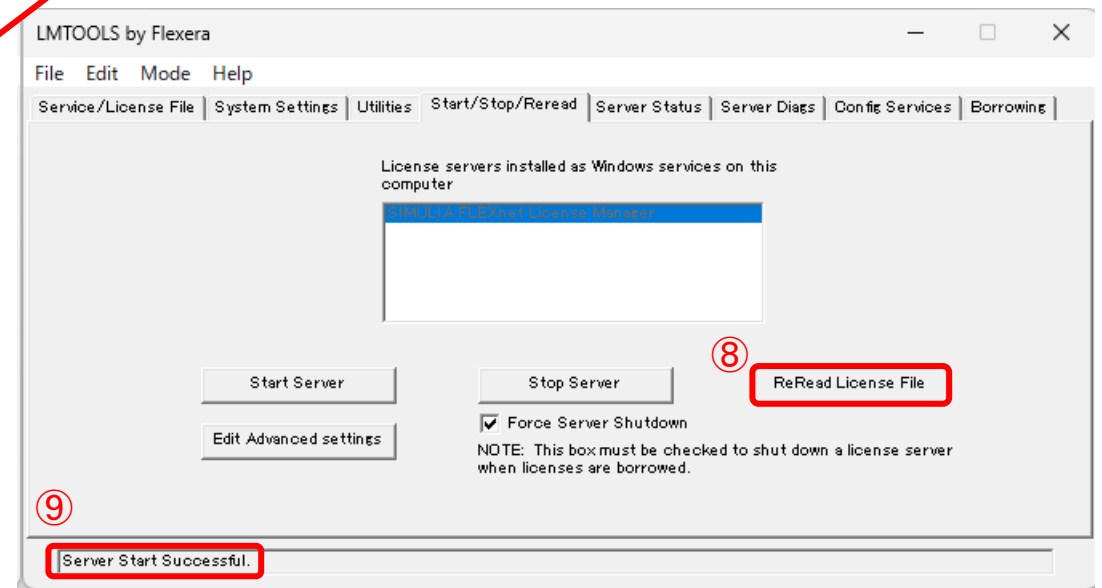 LMTOOLS by Flexera
File Edit Mode Help
Service/License File System Settings Utilities Start/Stop/Reread Server Status Server Diags Config Services Borrowing
License servers installed as Windows services on this
computer
SIMULIA FLEXnet License Manager
⑧
Start Server Stop Server ReRead License File
Force Server Shutdown
Edit Advanced settings
NOTE: This box must be checked to shut down a license server
when licenses are borrowed.
⑨
Server Start Successful.